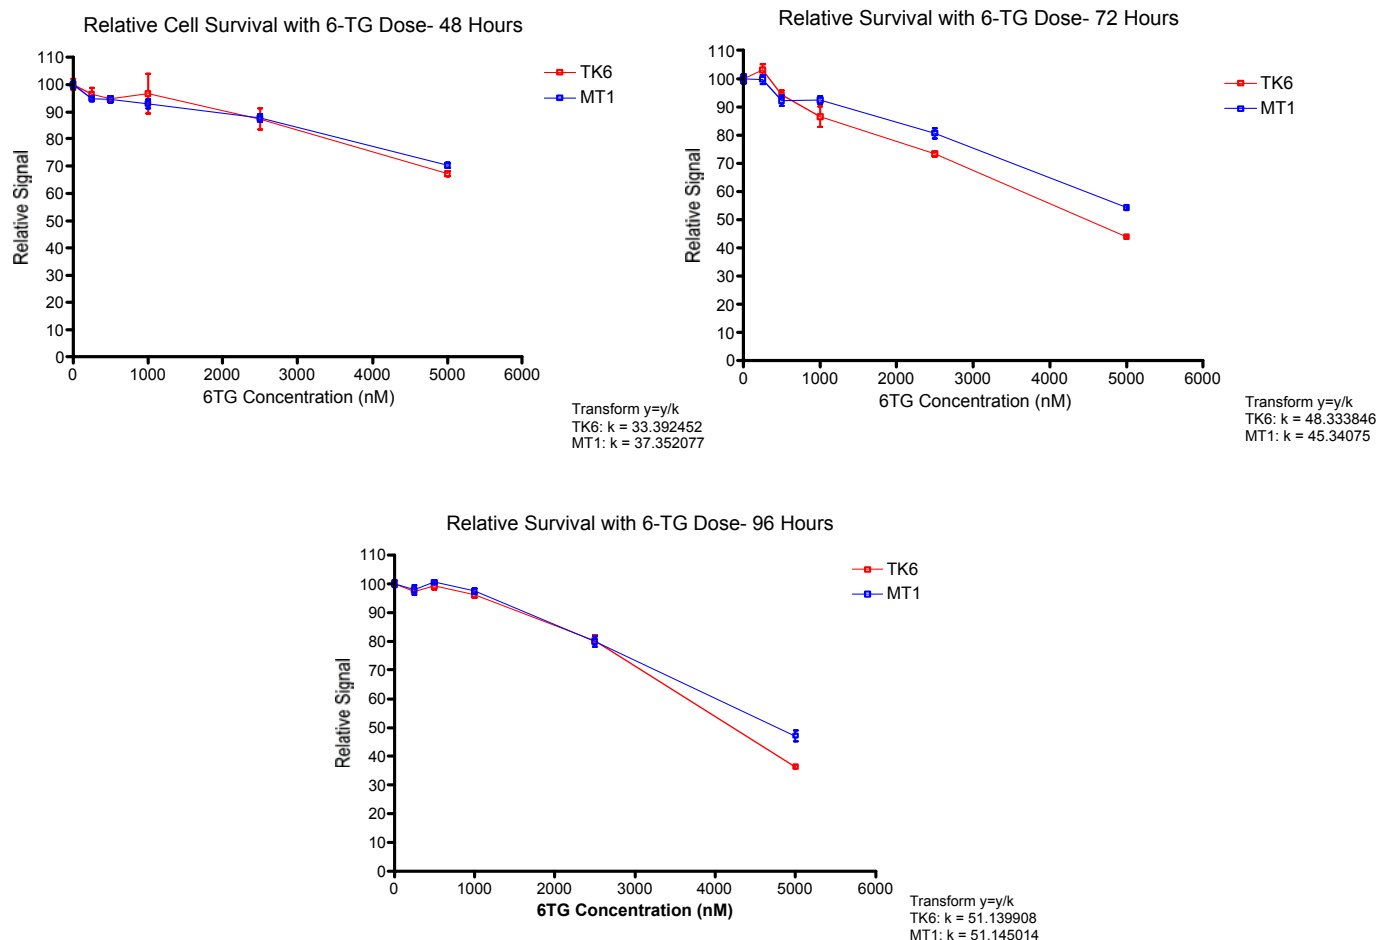 Relative Cell Survival with 6-TG Dose- 48 Hours
110
100
90
80
70
60
50
40
30
20
10
0
Relative Signal
0 1000 2000 3000 4000 5000 6000
6TG Concentration (nM)
TK6
MT1
Transform y=y/k
TK6: k = 33.392452
MT1: k = 37.352077
Relative Survival with 6-TG Dose- 72 Hours
110
100
90
80
70
60
50
40
30
20
10
0
Relative Signal
0 1000 2000 3000 4000 5000 6000
6TG Concentration (nM)
TK6
MT1
Transform y=y/k
TK6: k = 48.333846
MT1: k = 45.34075
Relative Survival with 6-TG Dose- 96 Hours
110
100
90
80
70
60
50
40
30
20
10
0
Relative Signal
0 1000 2000 3000 4000 5000 6000
6TG Concentration (nM)
TK6
MT1
Transform y=y/k
TK6: k = 51.139908
MT1: k = 51.145014